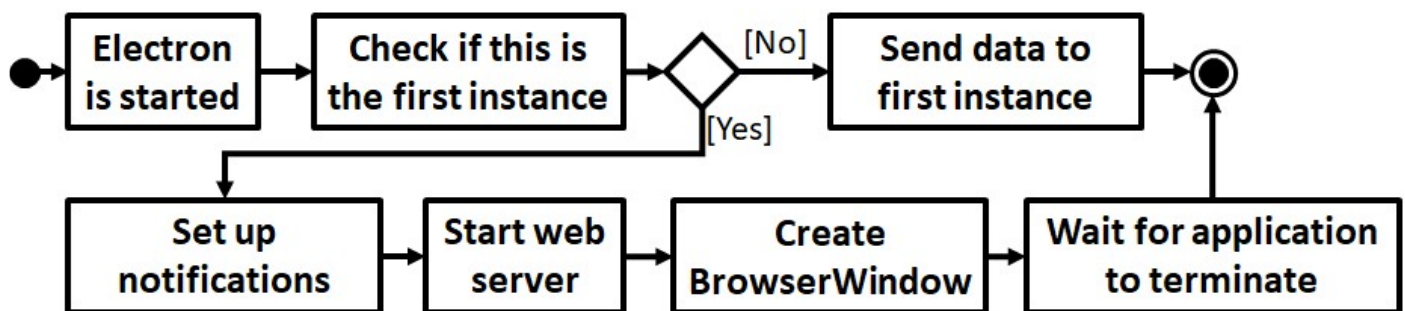 Electron
is started
Check if this is
the first instance
[No]
Send data to
first instance
[Yes]
Set up
notifications
Start web
server
Create
BrowserWindow
Wait for application
to terminate